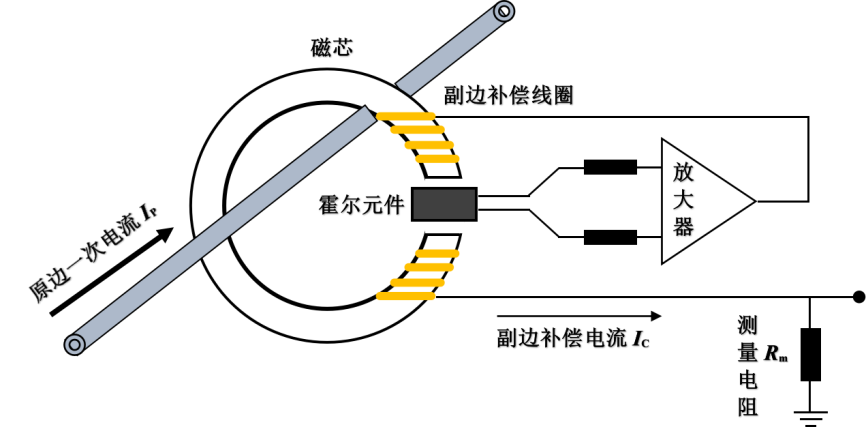 磁芯
副边补偿线圈
放大器
霍尔元件
原边一次电流 IP
副边补偿电流 IC
测量电阻 Rm